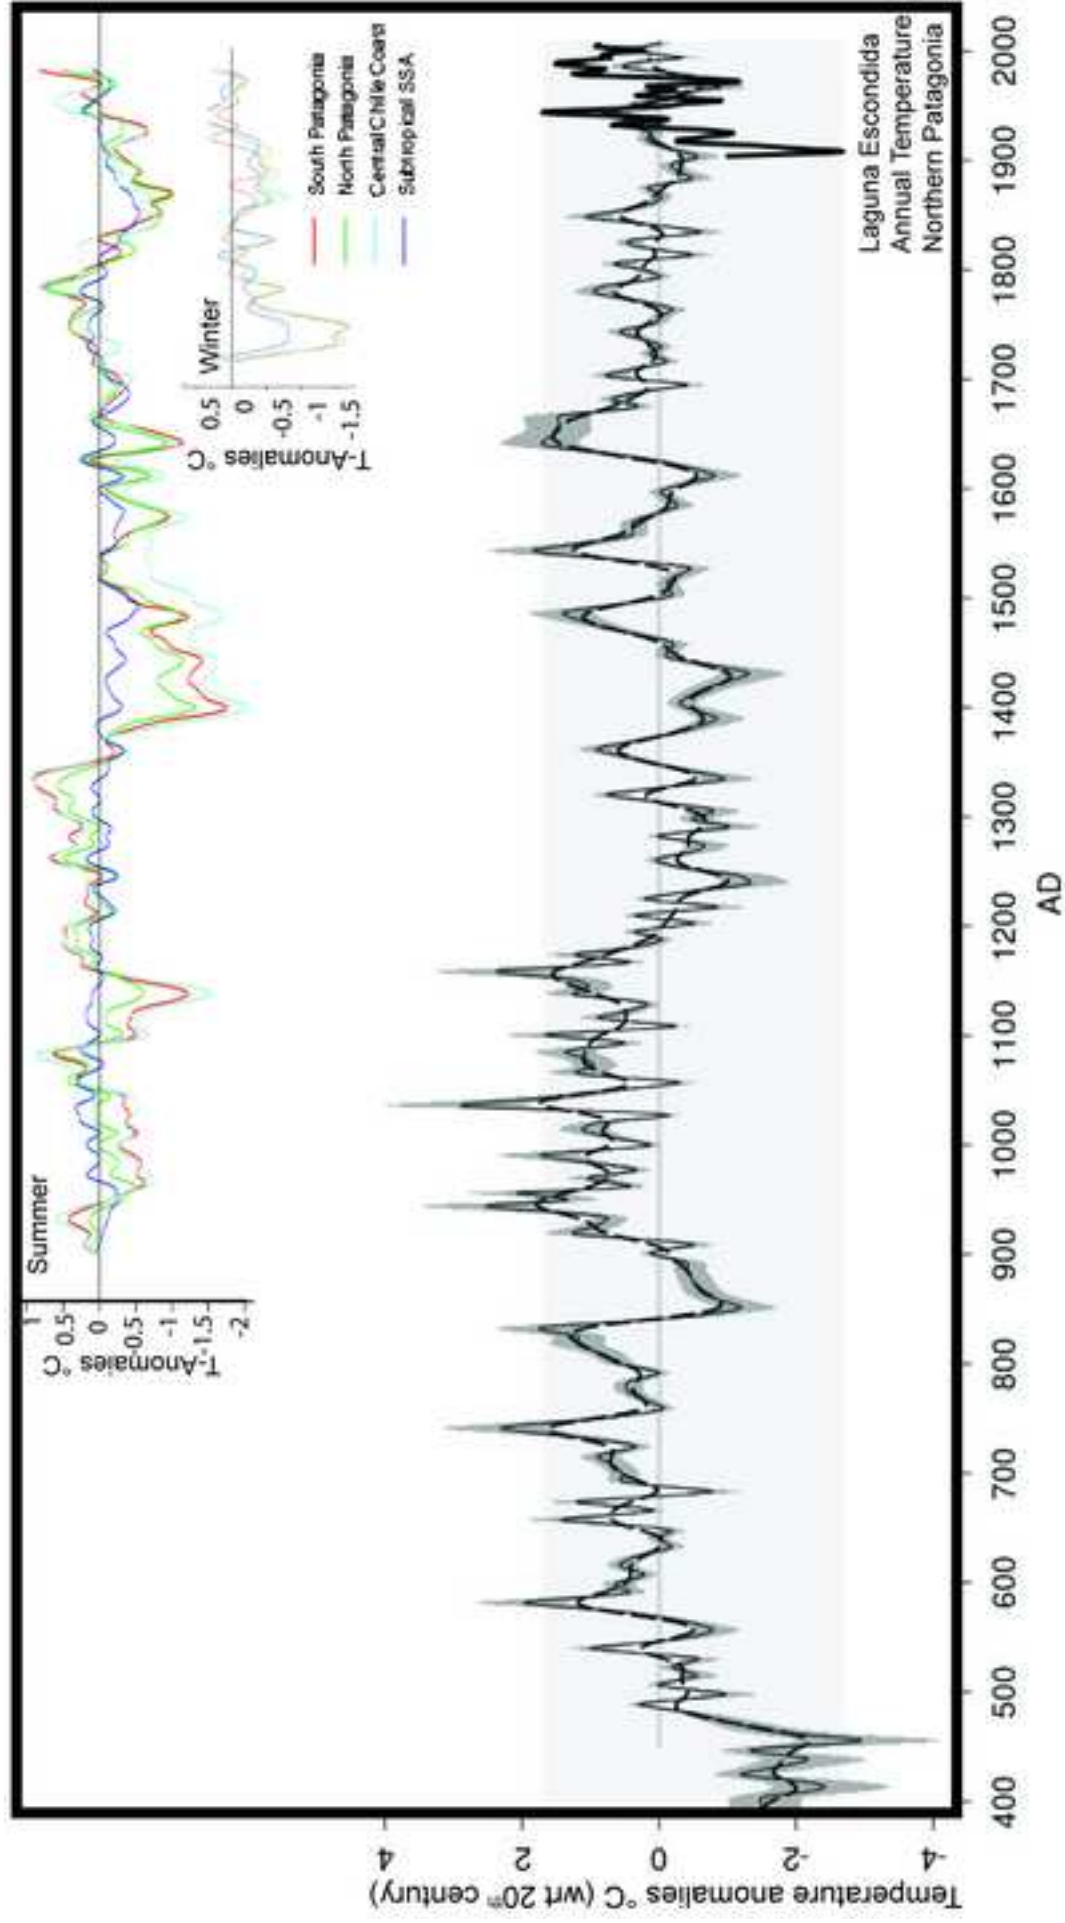 Summer
T-Anomalies °C
1
0.5
0
-0.5
-1
-1.5
-2
Winter
T-Anomalies °C
0.5
0
-0.5
-1
-1.5
South Patagonia
North Patagonia
Central Chile Coast
Subtropical SSA
Laguna Escondida
Annual Temperature
Northern Patagonia
Temperature anomalies °C (wrt 20th century)
4
2
0
-2
-4
400 500 600 700 800 900 1000 1100 1200 1300 1400 1500 1600 1700 1800 1900 2000
AD